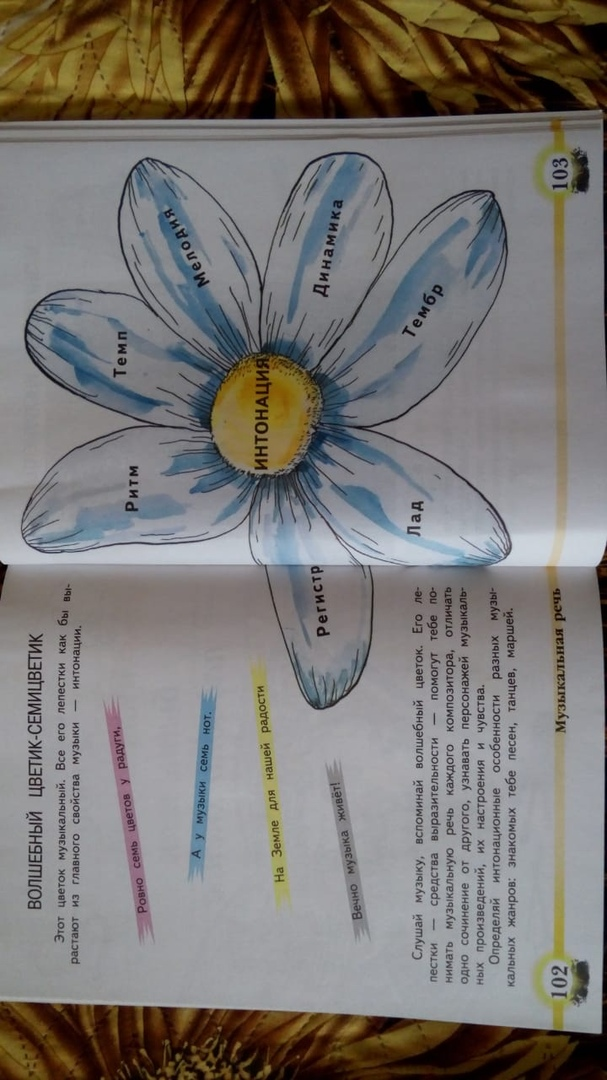 ВОЛШЕБНЫЙ ЦВЕТИК-СЕМИЦВЕТИК
Этот цветок музыкальный. Все его лепестки как бы вы-
растают из главного свойства музыки — интонации.
Ровно семь цветов у радуги,
А у музыки семь нот.
На Земле для нашей радости
Вечно музыка живёт!
Слушай музыку, вспоминай волшебный цветок. Его ле-
пестки — средства выразительности — помогут тебе по-
нимать музыкальную речь каждого композитора, отличать
одно сочинение от другого, узнавать персонажей музыкаль-
ных произведений, их настроения и чувства.
Определяй интонационные особенности разных музы-
кальных жанров: знакомых тебе песен, танцев, маршей.
102
Музыкальная речь
Ритм
Темп
Мелодия
Динамика
Тембр
Лад
Регистр
ИНТОНАЦИЯ
103